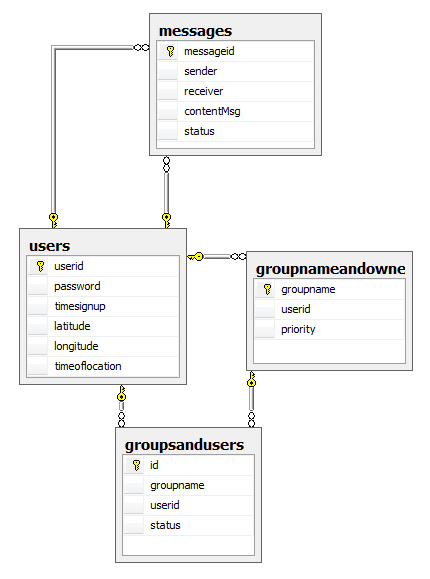 messages
messageid
sender
receiver
contentMsg
status
users
userid
password
timesignup
latitude
longitude
timeoflocation
groupnameandowne
groupname
userid
priority
groupsandusers
id
groupname
userid
status